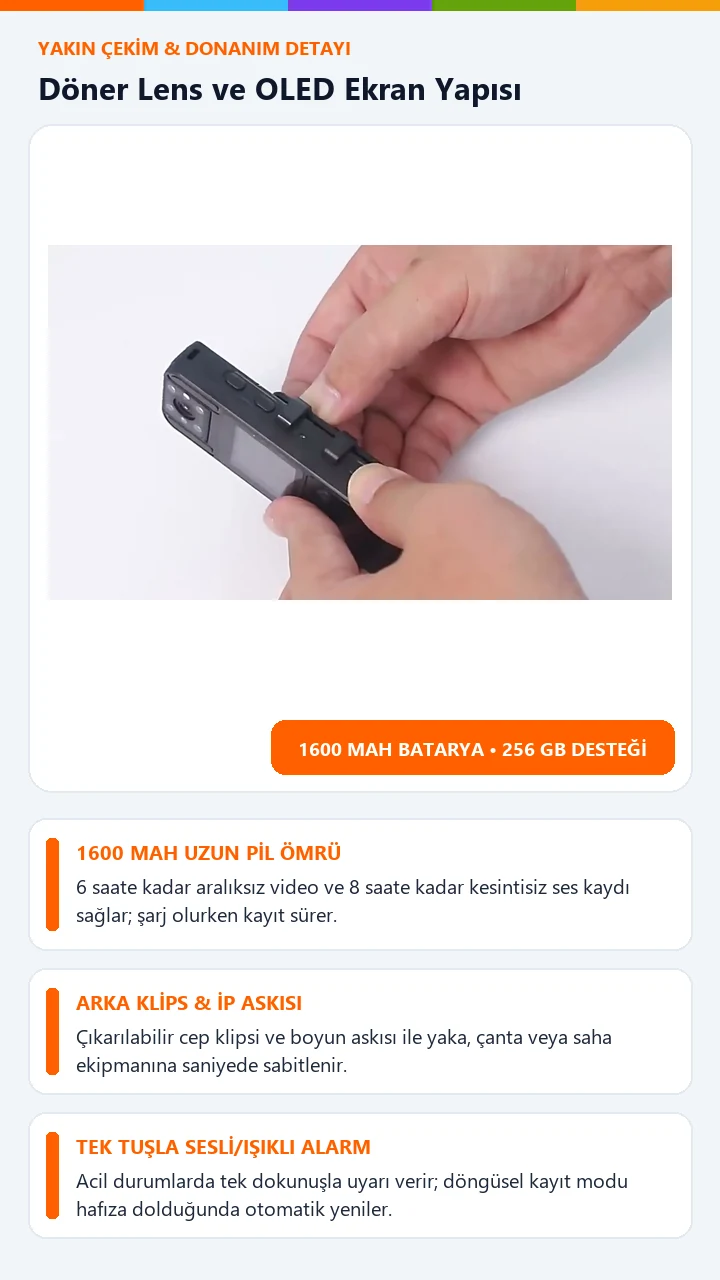 YAKIN ÇEKİM & DONANIM DETAYI
Döner Lens ve OLED Ekran Yapısı
1600 MAH BATARYA • 256 GB DESTEĞİ
1600 MAH UZUN PİL ÖMRÜ
6 saate kadar aralıksız video ve 8 saate kadar kesintisiz ses kaydı
sağlar; şarj olurken kayıt sürer.
ARKA KLİPS & İP ASKISI
Çıkarılabilir cep klipsi ve boyun askısı ile yaka, çanta veya saha
ekipmanına saniyede sabitlenir.
TEK TUŞLA SESLİ/IŞIKLI ALARM
Acil durumlarda tek dokunuşla uyarı verir; döngüsel kayıt modu
hafıza dolduğunda otomatik yeniler.